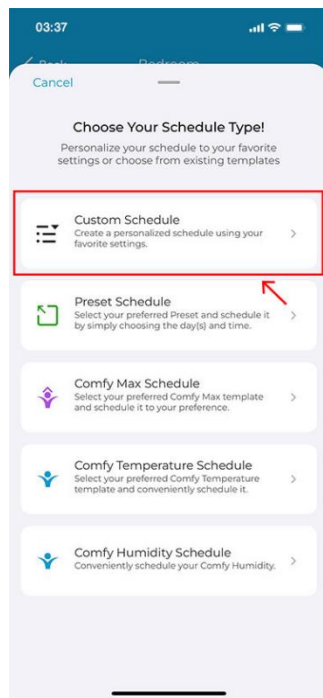 03:37
Back Bedroom
Cancel
Choose Your Schedule Type!
Personalize your schedule to your favorite
settings or choose from existing templates
Custom Schedule
Create a personalized schedule using your
favorite settings.
Preset Schedule
Select your preferred Preset and schedule it
by simply choosing the day(s) and time.
Comfy Max Schedule
Select your preferred Comfy Max template
and schedule it to your preference.
Comfy Temperature Schedule
Select your preferred Comfy Temperature
template and conveniently schedule it.
Comfy Humidity Schedule
Conveniently schedule your Comfy Humidity.